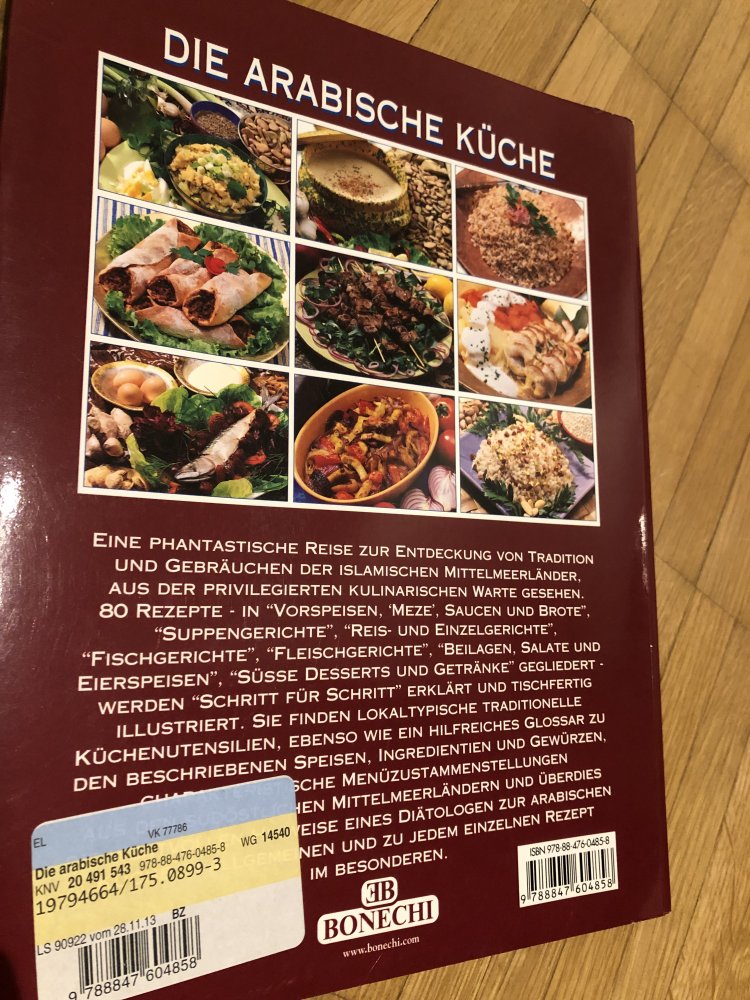 DIE ARABISCHE KÜCHE
EINE PHANTASTISCHE REISE ZUR ENTDECKUNG VON TRADITION
UND GEBRÄUCHEN DER ISLAMISCHEN MITTELMEERLÄNDER,
AUS DER PRIVILEGIERTEN KULINARISCHEN WARTE GESEHEN.
80 REZEPTE - IN “VORSPEISEN, ‘MEZE’, SAUCEN UND BROTE”,
“SUPPENGERICHTE”, “REIS- UND EINZELGERICHTE”,
“FISCHGERICHTE”, “FLEISCHGERICHTE”, “BEILAGEN, SALATE UND
EIERSPEISEN”, “SÜSSE DESSERTS UND GETRÄNKE” GEGLIEDERT -
WERDEN “SCHRITT FÜR SCHRITT” ERKLÄRT UND TISCHFERTIG
ILLUSTRIERT. SIE FINDEN LOKALTYPISCHE TRADITIONELLE
KÜCHENUTENSILIEN, EBENSO WIE EIN HILFREICHES GLOSSAR ZU
DEN BESCHRIEBENEN SPEISEN, INGREDIENTIEN UND GEWÜRZEN,
MENÜZUSTAMMENSTELLUNGEN
MITTELMEERLÄNDERN UND ÜBERDIES
EINES DIÄTOLOGEN ZUR ARABISCHEN
UND ZU JEDEM EINZELNEN REZEPT
IM BESONDEREN.
EL VK 77786
Die arabische Küche
KNV 20 491 543 978-88-476-0485-8 WG 14540
19794664/175.0899-3
LS 90922 vom 28.11.13 BZ
9 788847 604858
EB
BONECHI
www.bonechi.com
ISBN 978-88-476-0485-8
9 788847 604858